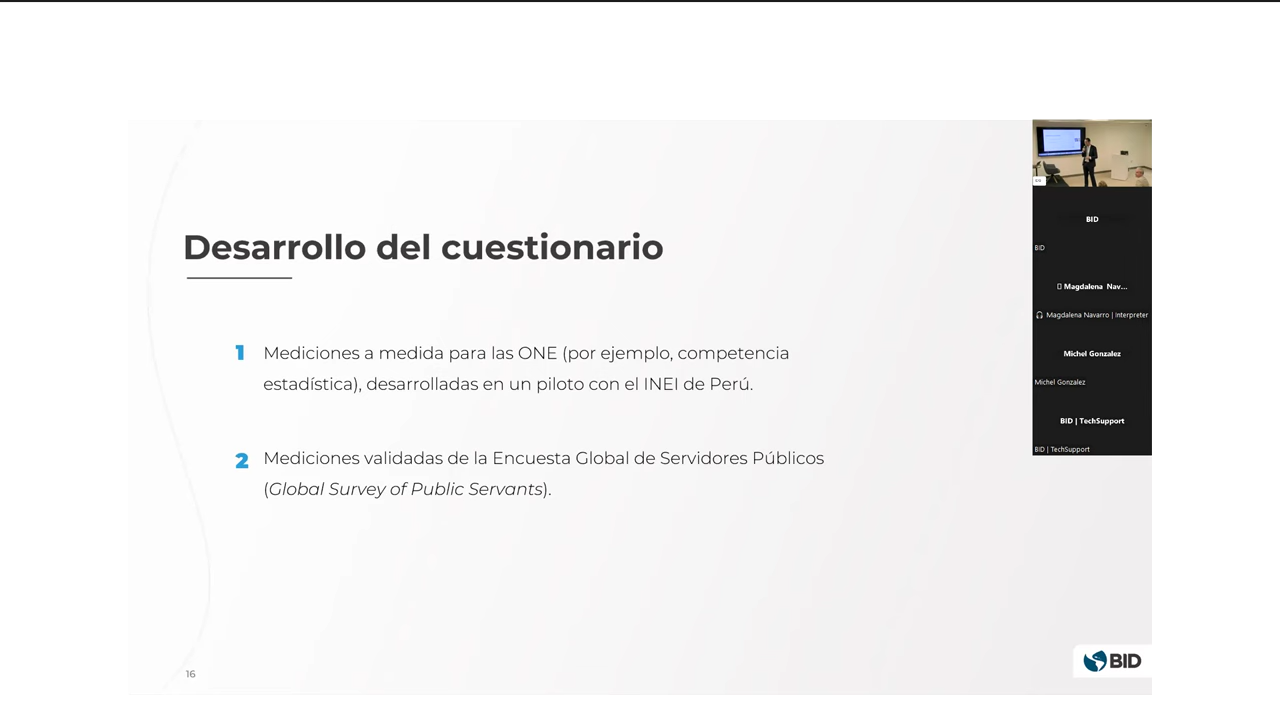 Desarrollo del cuestionario
1 Mediciones a medida para las ONE (por ejemplo, competencia
estadística), desarrolladas en un piloto con el INEI de Perú.
2 Mediciones validadas de la Encuesta Global de Servidores Públicos
(Global Survey of Public Servants).
16
BID
BID
BID
Magdalena Nav...
Magdalena Navarro | Interpreter
Michel Gonzalez
Michel Gonzalez
BID | TechSupport
BID | TechSupport